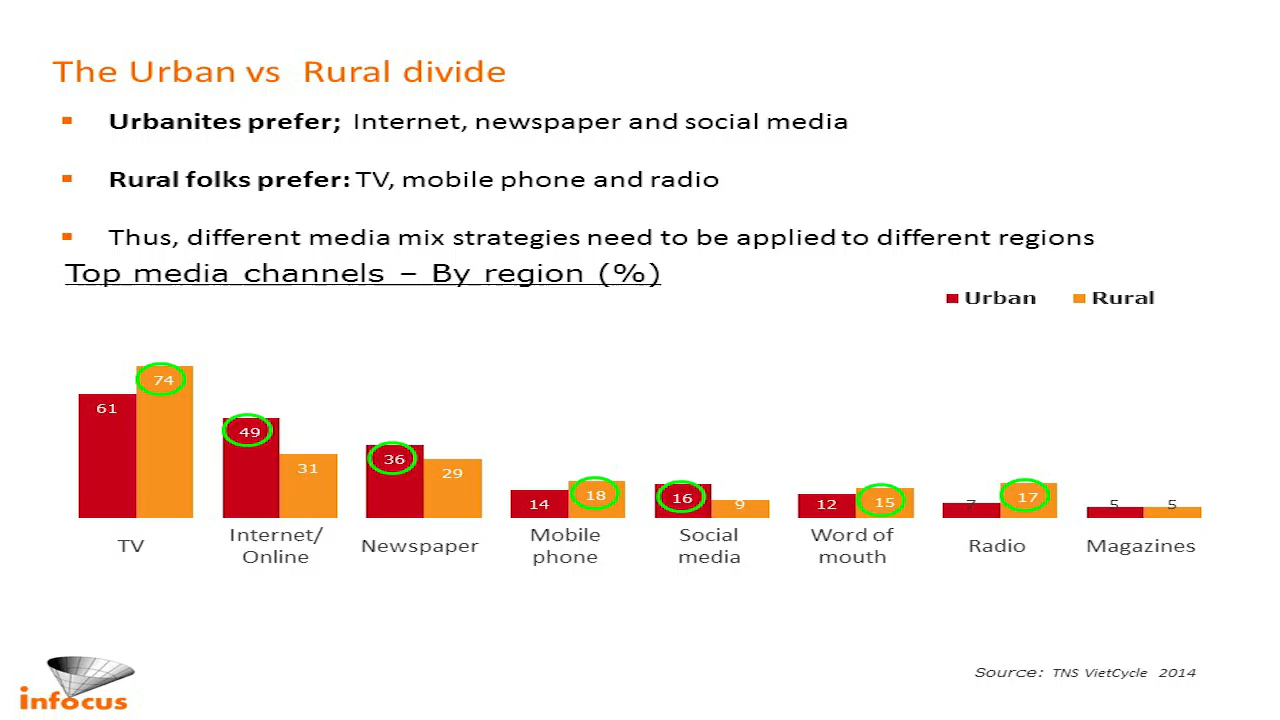 The Urban vs Rural divide
Urbanites prefer; Internet, newspaper and social media
Rural folks prefer: TV, mobile phone and radio
Thus, different media mix strategies need to be applied to different regions
Top media channels – By region (%)
Urban Rural
61 74 49 31 36 29 14 18 16 9 12 15 7 17 5 5
TV
Internet/
Online
Newspaper
Mobile
phone
Social
media
Word of
mouth
Radio
Magazines
Source: TNS VietCycle 2014
infocus